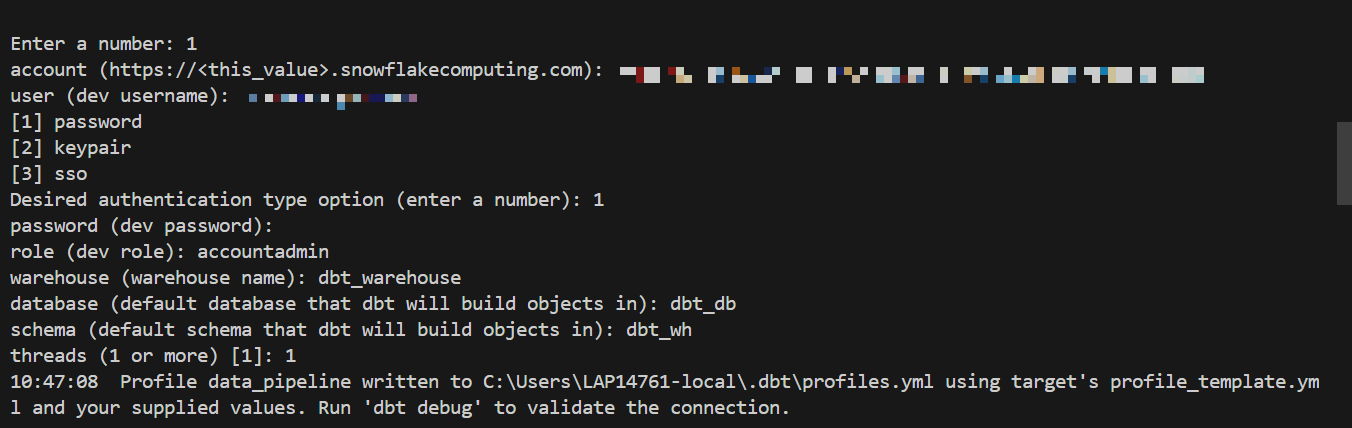 Enter a number: 1
account (https://<this_value>.snowflakecomputing.com):
user (dev username):
[1] password
[2] keypair
[3] sso
Desired authentication type option (enter a number): 1
password (dev password):
role (dev role): accountadmin
warehouse (warehouse name): dbt_warehouse
database (default database that dbt will build objects in): dbt_db
schema (default schema that dbt will build objects in): dbt_wh
threads (1 or more) [1]: 1
10:47:08  Profile data_pipeline written to C:\Users\LAP14761-local\.dbt\profiles.yml using target's profile_template.ym
l and your supplied values. Run 'dbt debug' to validate the connection.